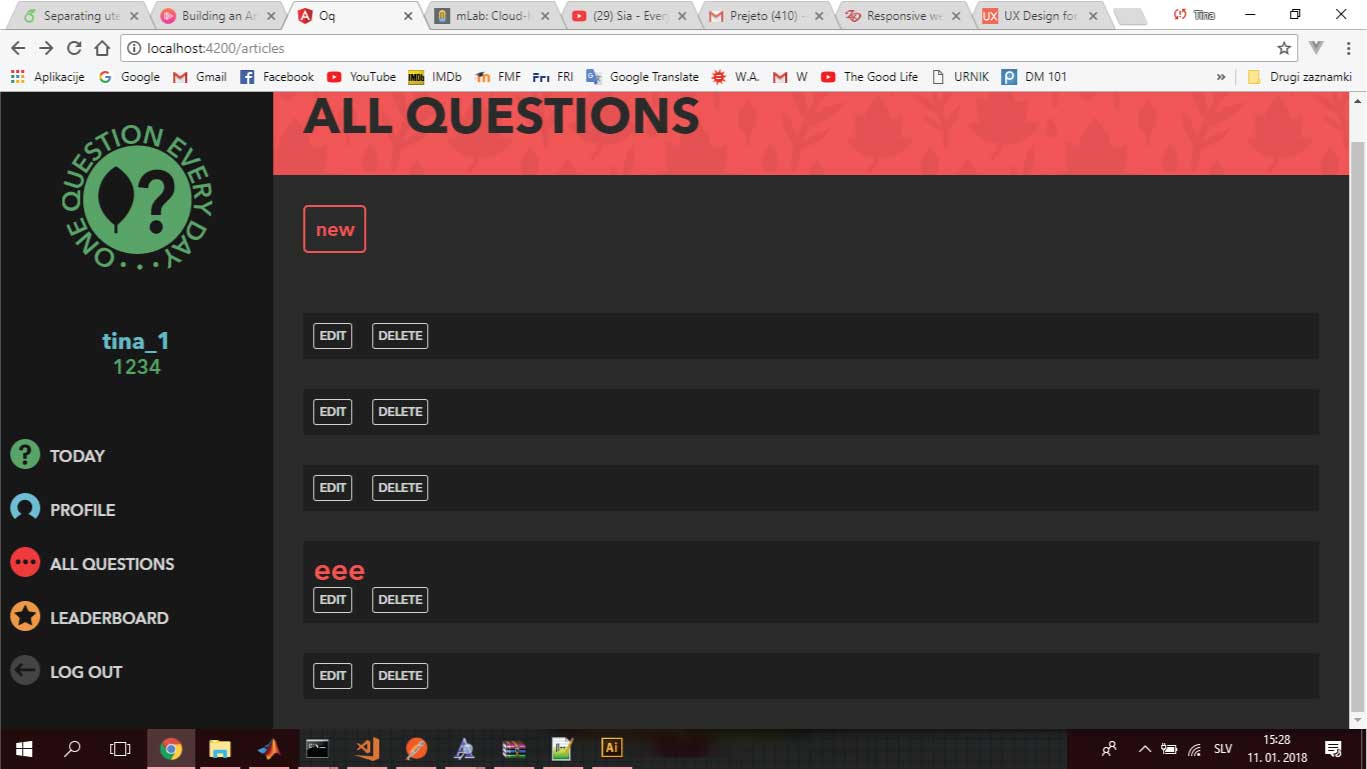 Separating ute
Building an Ar
Oq
mLab: Cloud-
(29) Sia - Ever
Prejeto (410) -
Responsive we
UX Design for
Tina
localhost:4200/articles
Aplikacije
Google
Gmail
Facebook
YouTube
IMDb
FMF
FRI
Google Translate
W.A.
W
The Good Life
URNIK
DM 101
»
Drugi zaznamki
ONE QUESTION EVERY DAY...
ALL QUESTIONS
new
tina_1
1234
TODAY
PROFILE
ALL QUESTIONS
LEADERBOARD
LOG OUT
EDIT DELETE
EDIT DELETE
EDIT DELETE
eee
EDIT DELETE
EDIT DELETE
Ai
SLV
15:28
11. 01. 2018